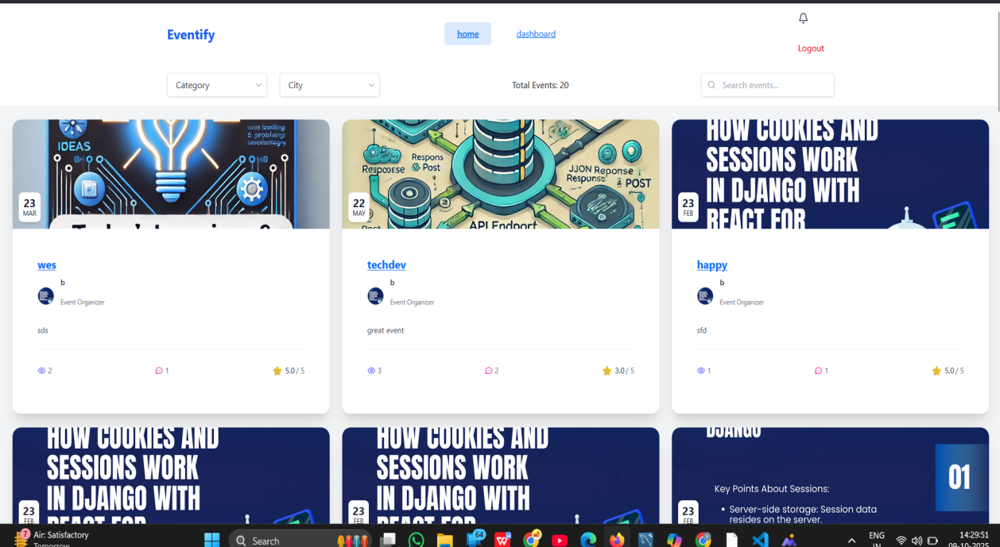 Eventify
home
dashboard
Logout
Category
City
Total Events: 20
Search events...
IDEAS
23
MAR
wes
b
Event Organizer
sds
2
1
5.0 / 5
Respons
Respoorse & Post
JJON Reponse
Response & POST
API Endport
22
MAY
techdev
b
Event Organizer
great event
3
2
3.0 / 5
HOW COOKIES AND
SESSIONS WORK
IN DJANGO WITH
REACT FOR
23
FEB
happy
b
Event Organizer
sfd
1
1
5.0 / 5
HOW COOKIES AND
SESSIONS WORK
IN DJANGO WITH
REACT FOR
23
FEB
HOW COOKIES AND
SESSIONS WORK
IN DJANGO WITH
REACT FOR
23
FEB
DJANGO
01
Key Points About Sessions:
• Server-side storage: Session data
resides on the server.
23
FEB
7
Air: Satisfactory
Tomorrow
Search
64
ENG
IN
14:29:51
09-10-2025